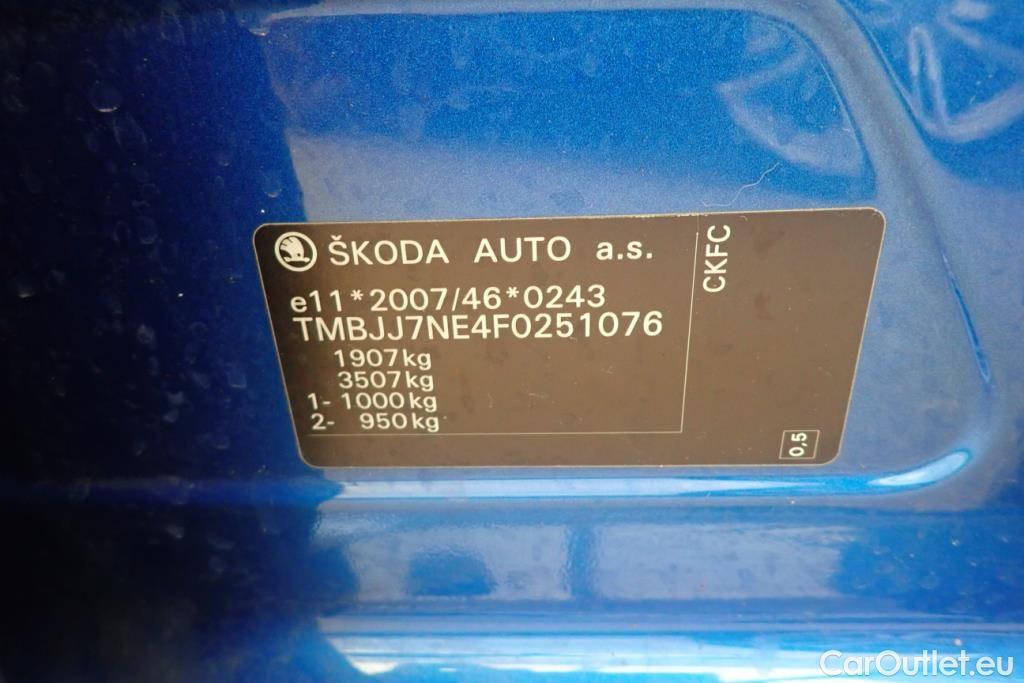 ŠKODA AUTO a.s.
e11*2007/46*0243
TMBJJ7NE4F0251076
1907kg
3507kg
1- 1000kg
2- 950kg
CKFC
0,5
CarOutlet.eu